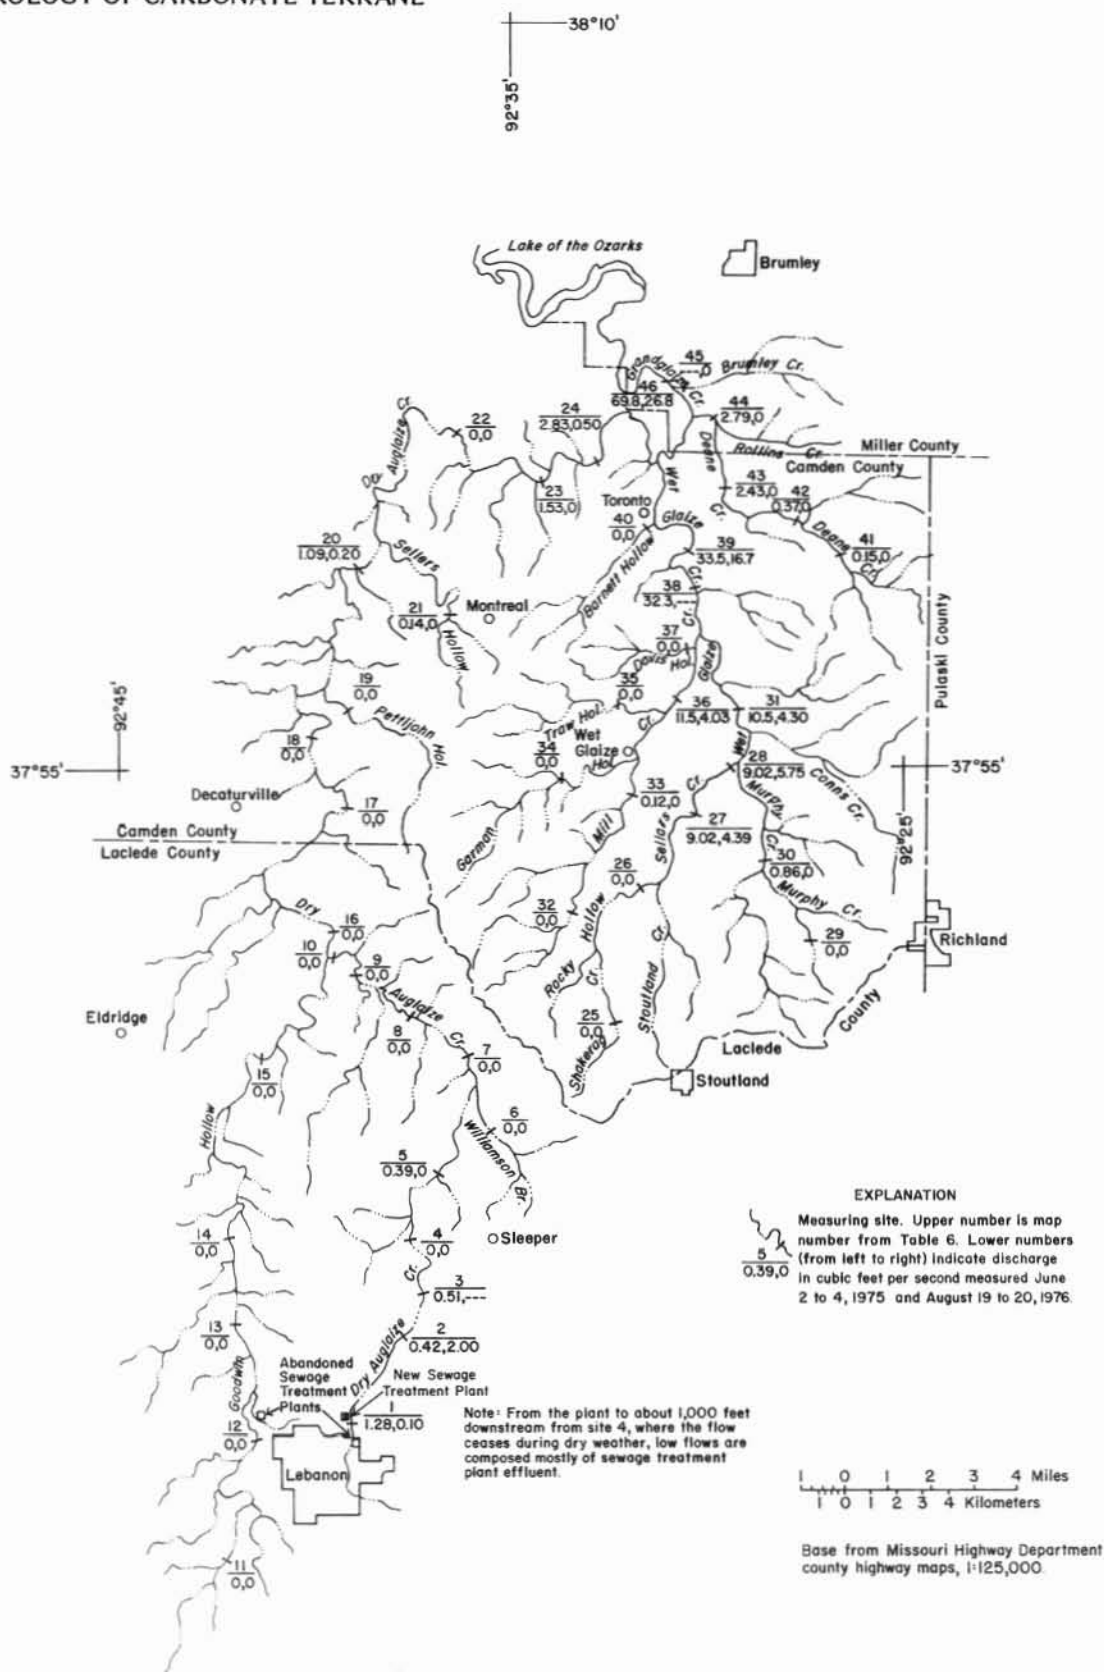 OLOGY OF CARBONATE TERRANE
38°10'
92°35'
Lake of the Ozarks
Brumley
45
---,0
Brumley Cr.
Grandglaize Cr.
46
69.8,26.8
44
2.79,0
24
2.83,0.50
22
0,0
Dry Auglaize Cr.
Rollins Cr.
Miller County
Camden County
Deane Cr.
43
2.43,0
42
0.37,0
23
1.53,0
Toronto
40
0,0
Wet Glaize
Deane Cr.
41
0.15,0
20
1.09,0.20
Sellers Hollow
39
33.5,16.7
Barnett Hollow
38
32.3,---
Cr.
21
0.14,0
Montreal
37
0,0
Davis Hol.
Glaize Cr.
Pulaski County
35
0,0
19
0,0
92°45'
Pettijohn Hol.
36
11.5,4.03
31
10.5,4.30
Traw Hol.
Wet
Glaize
Cr.
18
0,0
34
0,0
Hol.
Wet
28
9.02,5.75
37°55'
37°55'
Conns Cr.
Decaturville
33
0.12,0
Cr.
Murphy Cr.
17
0,0
27
9.02,4.39
92°25'
Camden County
Laclede County
Garman
Mill
Sellars
26
0,0
30
0.86,0
Murphy Cr.
Dry
16
0,0
32
0,0
Rocky Hollow
10
0,0
29
0,0
Richland
9
0,0
Auglaize Cr.
Stoutland Cr.
Eldridge
8
0,0
25
0,0
Shakerag Cr.
County
7
0,0
Laclede
15
0,0
Stoutland
Hollow
6
0,0
Williamson Br.
5
0.39,0
EXPLANATION
Measuring site. Upper number is map
number from Table 6. Lower numbers
(from left to right) indicate discharge
in cubic feet per second measured June
2 to 4, 1975 and August 19 to 20, 1976.
5
0.39,0
14
0,0
4
0,0
Sleeper
Cr.
3
0.51,---
13
0,0
2
0.42,2.00
Dry Auglaize
Goodwin
Abandoned
Sewage
Treatment
Plants
New Sewage
Treatment Plant
1
1.28,0.10
Note: From the plant to about 1,000 feet
downstream from site 4, where the flow
ceases during dry weather, low flows are
composed mostly of sewage treatment
plant effluent.
12
0,0
Lebanon
1 0 1 2 3 4 Miles
1 0 1 2 3 4 Kilometers
11
0,0
Base from Missouri Highway Department
county highway maps, 1:125,000.